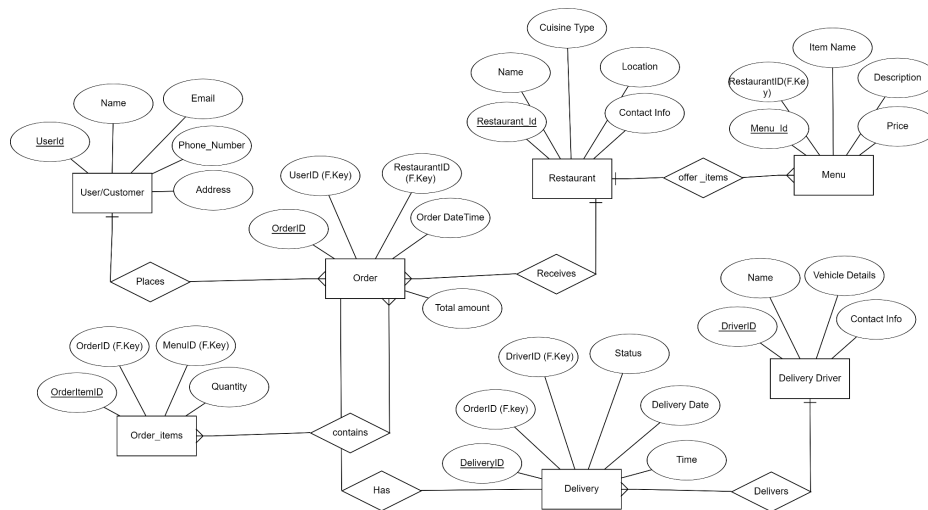 Cuisine Type
Name
Location
Restaurant_Id
Contact Info
Restaurant
offer _items
Item Name
RestaurantID(F.Ke
y)
Description
Menu_Id
Price
Menu
Name
Email
UserId
Phone_Number
User/Customer
Address
UserID (F.Key)
RestaurantID
(F.Key)
OrderID
Order DateTime
Order
Total amount
Places
Receives
Name
Vehicle Details
DriverID
Contact Info
Delivery Driver
OrderID (F.Key)
MenuID (F.Key)
OrderItemID
Quantity
Order_items
contains
DriverID (F.Key)
Status
OrderID (F.key)
Delivery Date
DeliveryID
Time
Has
Delivery
Delivers